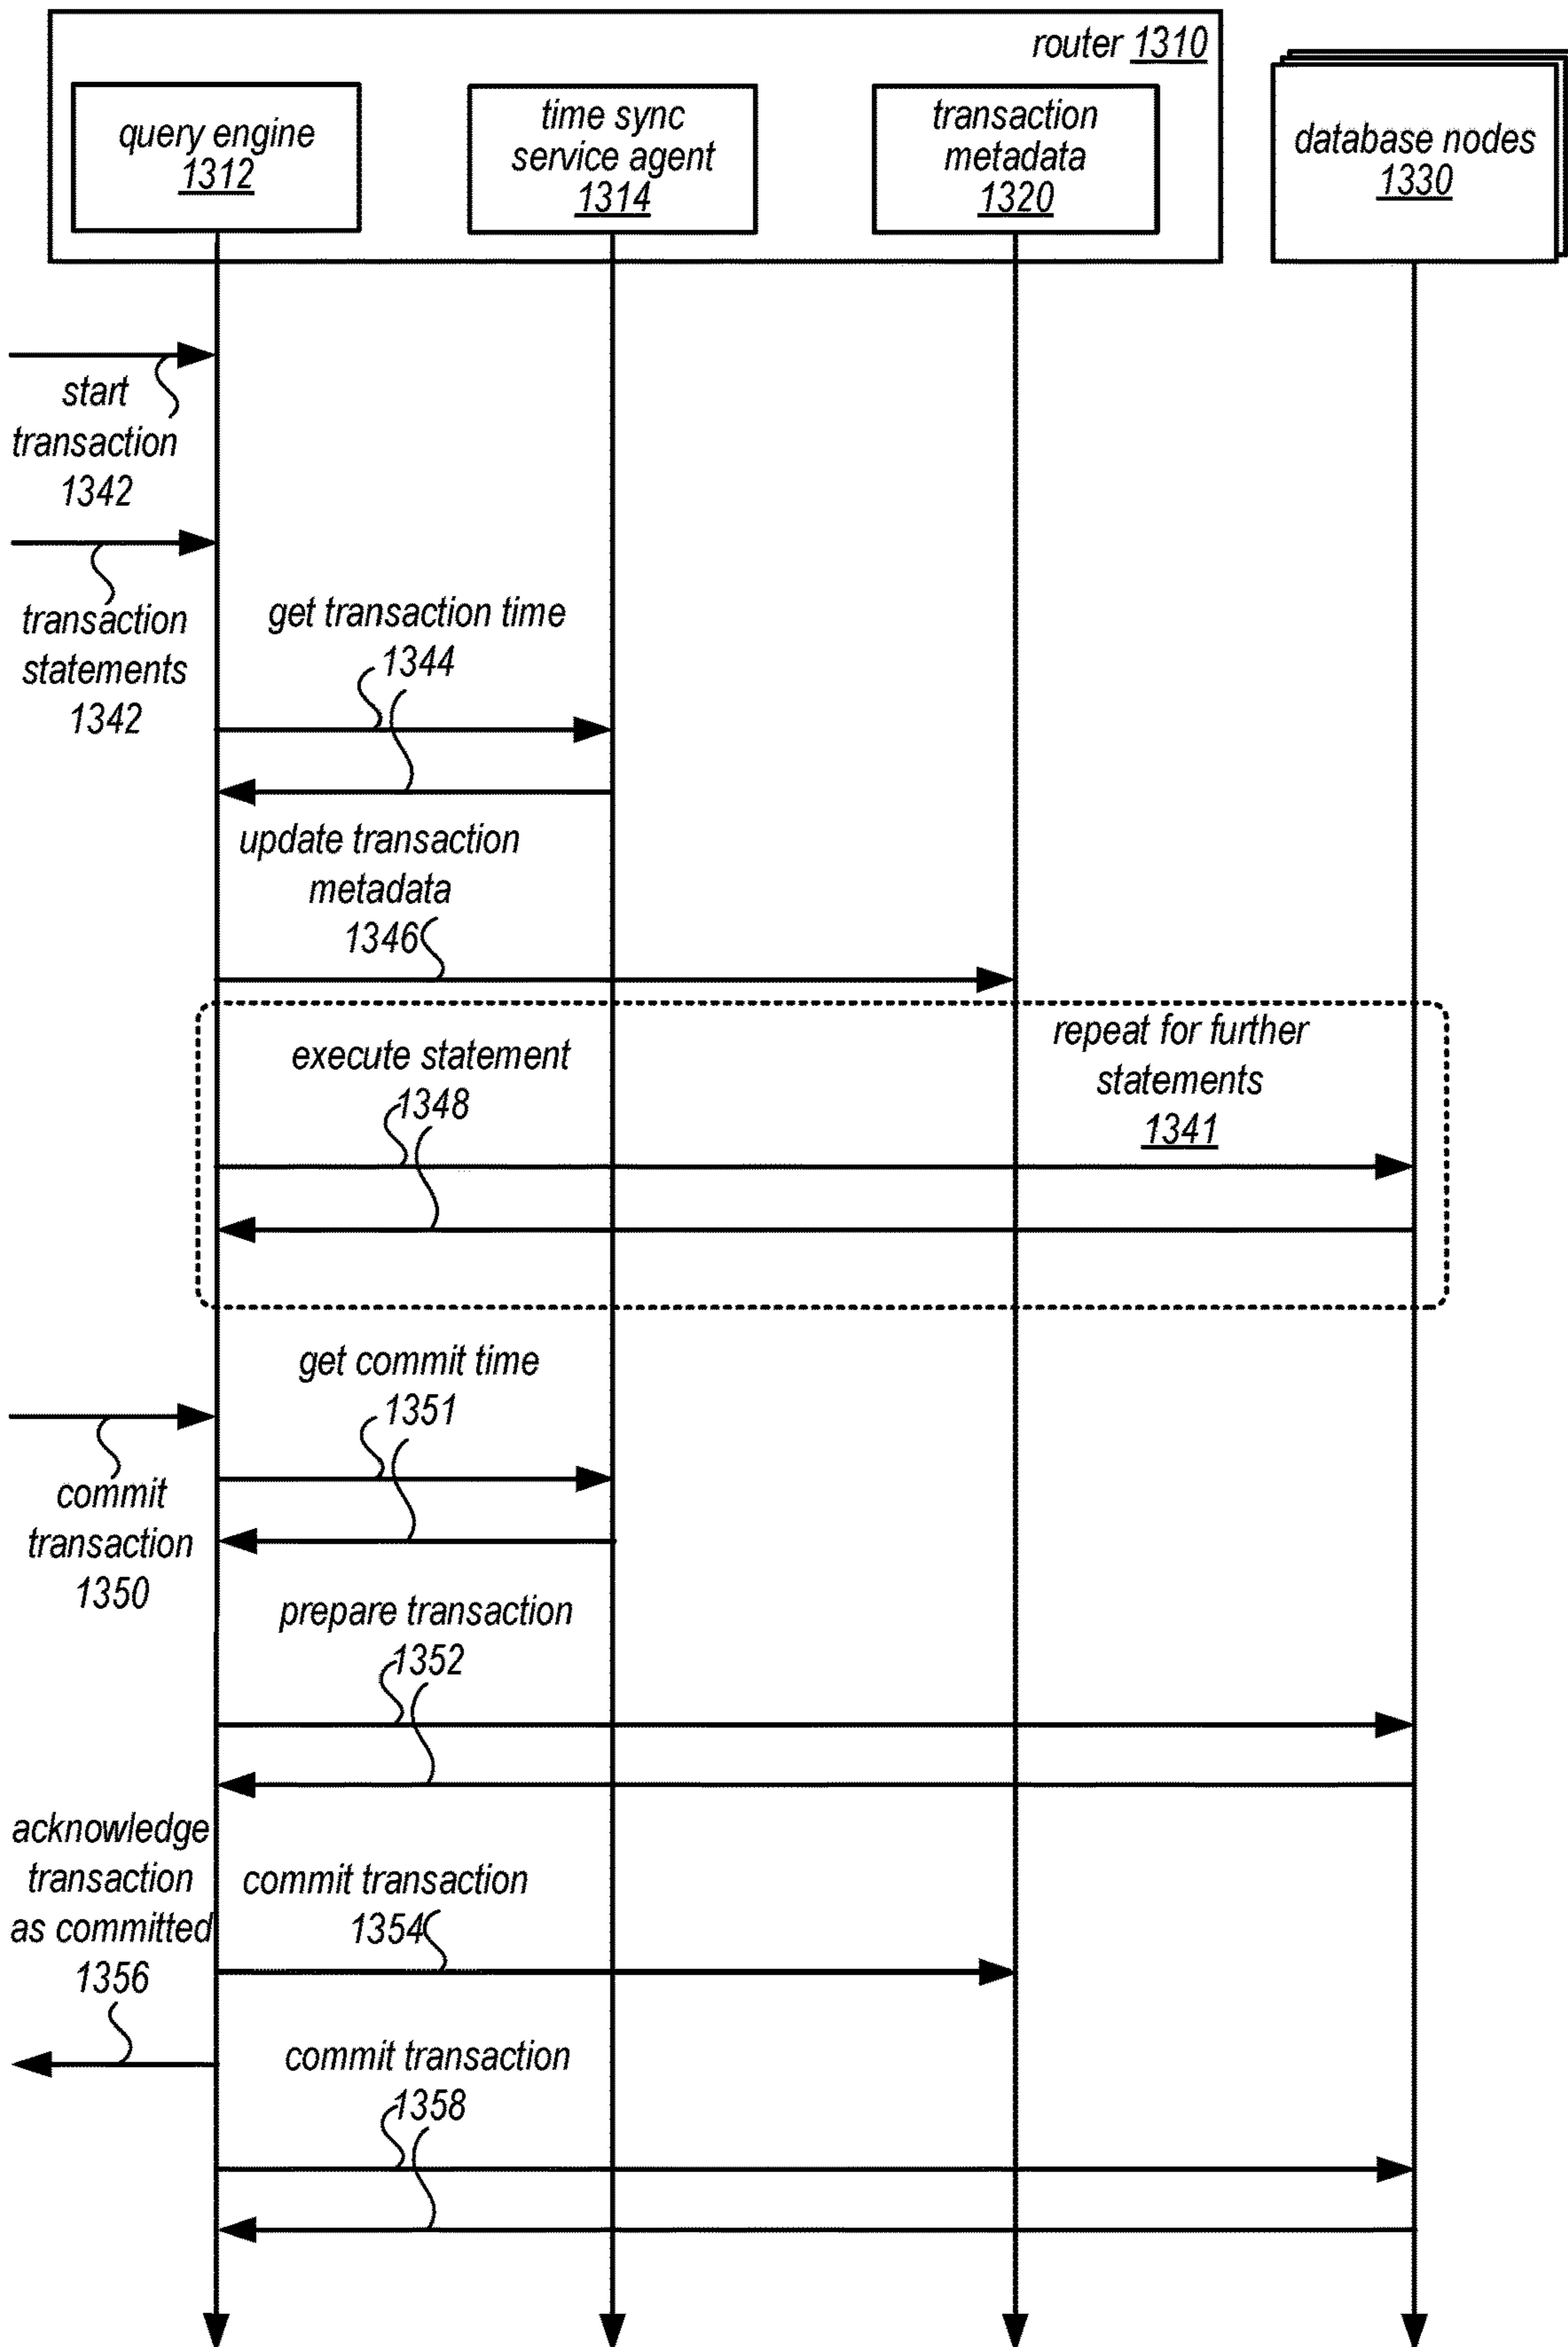 router 1310
query engine
1312
time sync
service agent
1314
transaction
metadata
1320
database nodes
1330
start
transaction
1342
transaction
statements
1342
get transaction time
1344
update transaction
metadata
1346
execute statement
1348
repeat for further
statements
1341
get commit time
1351
commit
transaction
1350
prepare transaction
1352
acknowledge
transaction
as committed
1356
commit transaction
1354
commit transaction
1358